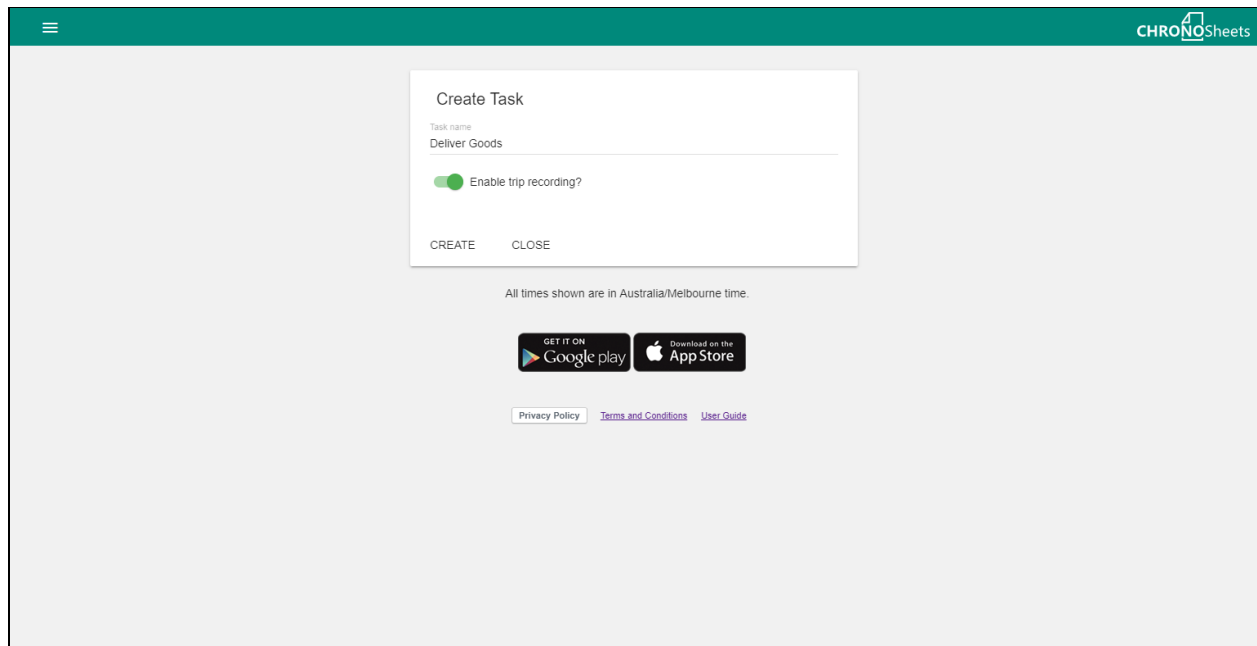 CHRONOSheets
Create Task
Task name
Deliver Goods
Enable trip recording?
CREATE CLOSE
All times shown are in Australia/Melbourne time.
GET IT ON
Google play
Download on the
App Store
Privacy Policy Terms and Conditions User Guide